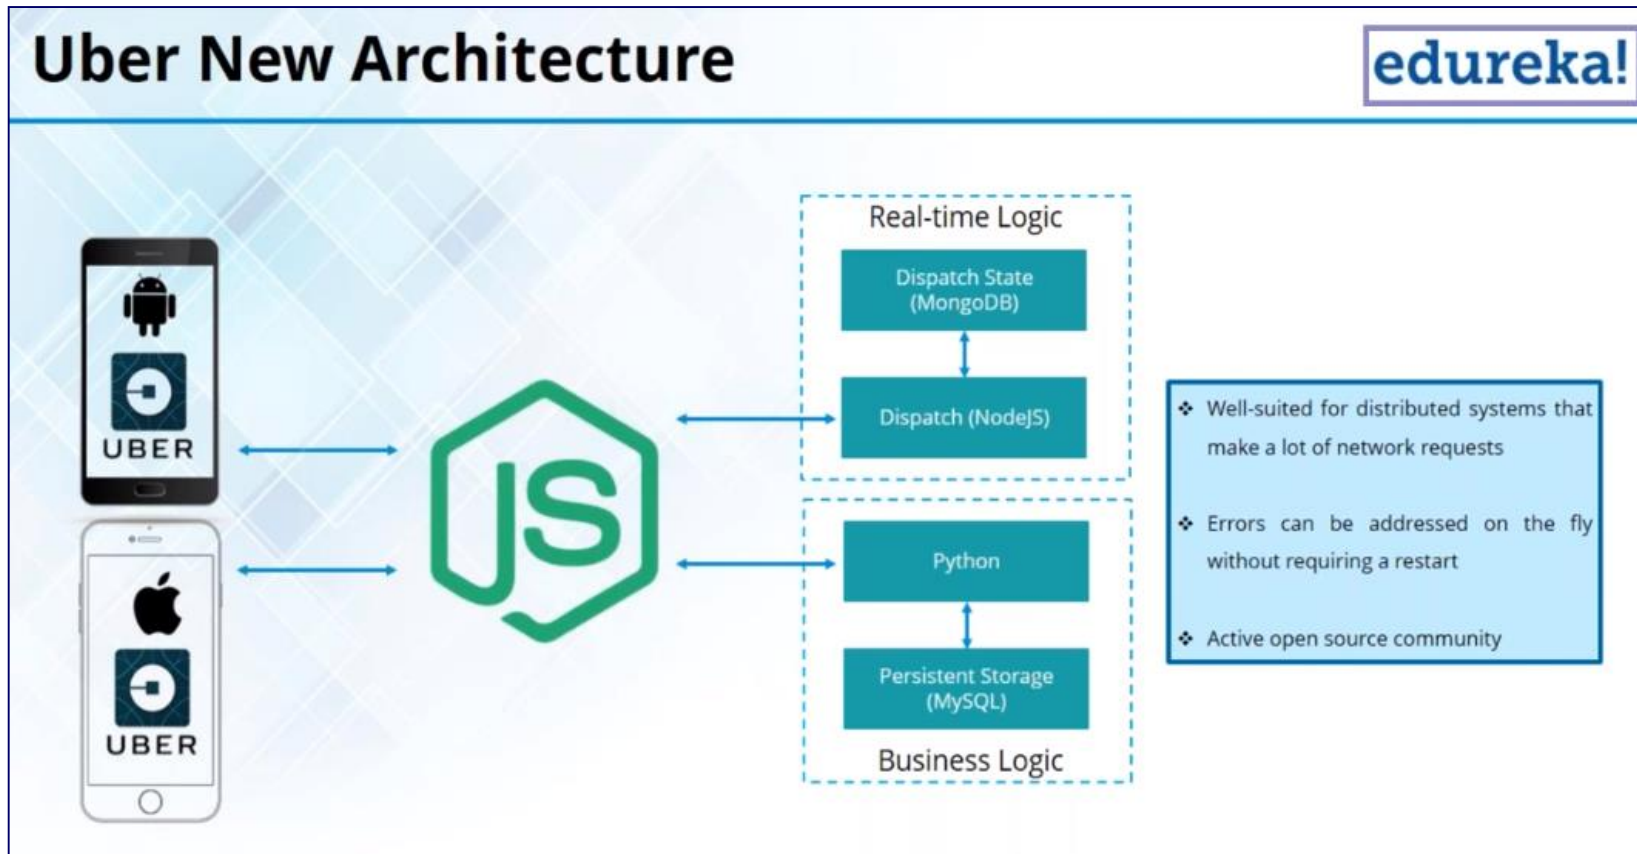 Uber New Architecture
edureka!
UBER
UBER
JS
Real-time Logic
Dispatch State
(MongoDB)
Dispatch (NodeJS)
Python
Persistent Storage
(MySQL)
Business Logic
❖ Well-suited for distributed systems that
make a lot of network requests
❖ Errors can be addressed on the fly
without requiring a restart
❖ Active open source community